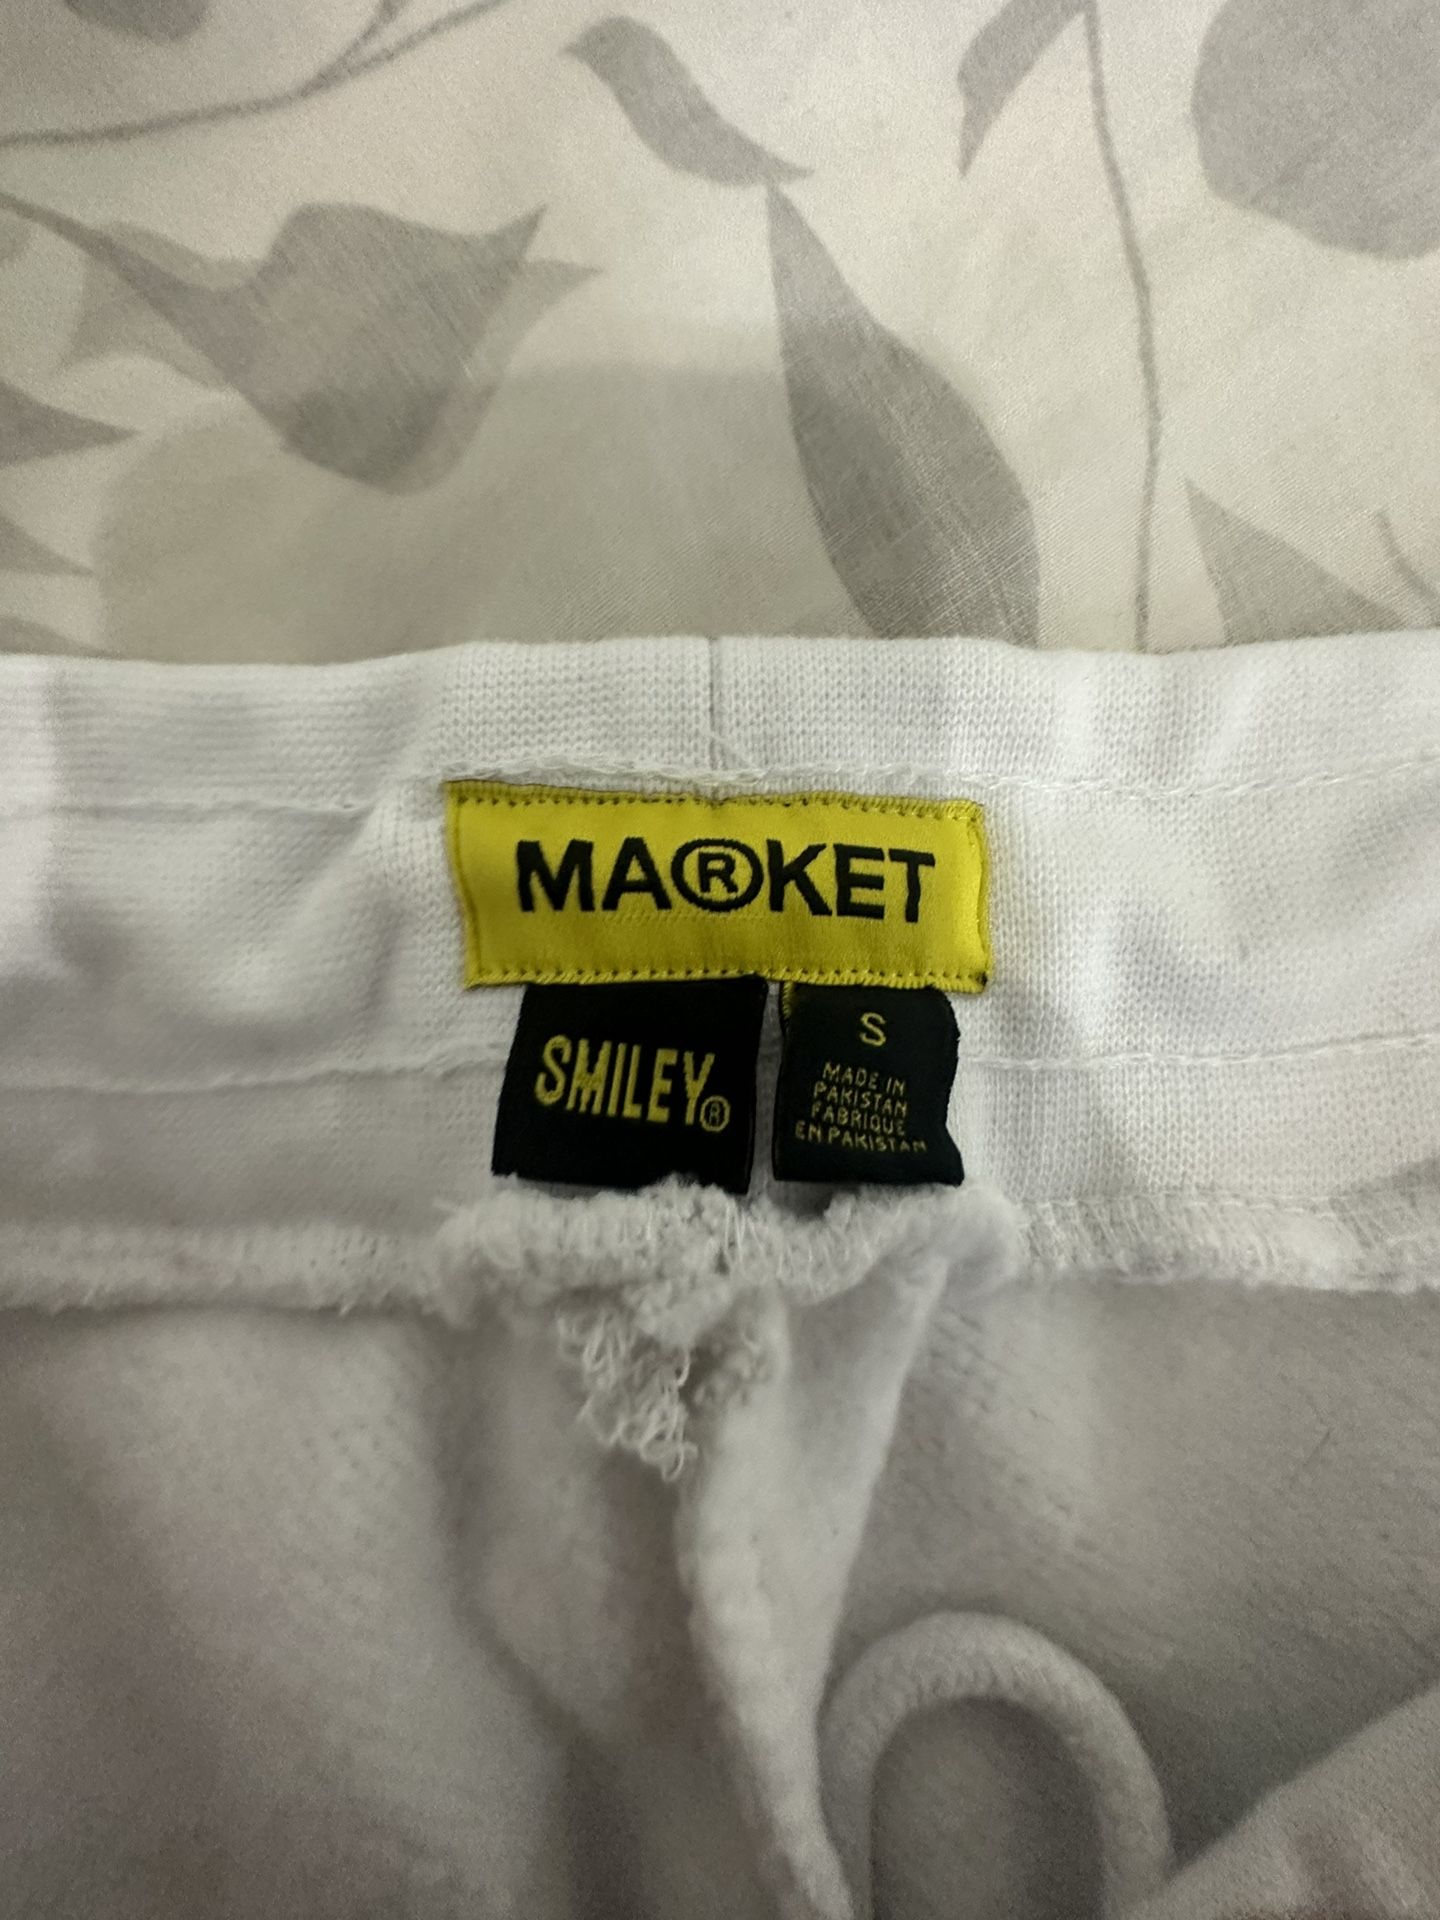 MA®KET
SMILEY®
S
MADE IN
PAKISTAN
FABRIQUE
EN PAKISTAN